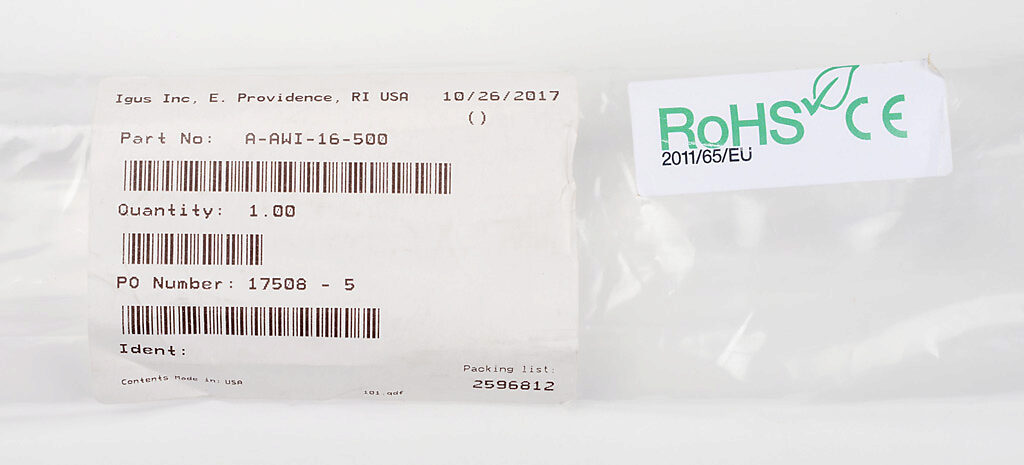 Igus Inc, E. Providence, RI USA 10/26/2017
()
Part No: A-AWI-16-500
Quantity: 1.00
PO Number: 17508 - 5
Ident:
Packing list:
Contents Made in: USA
2596812
101.qdf
RoHS CE
2011/65/EU